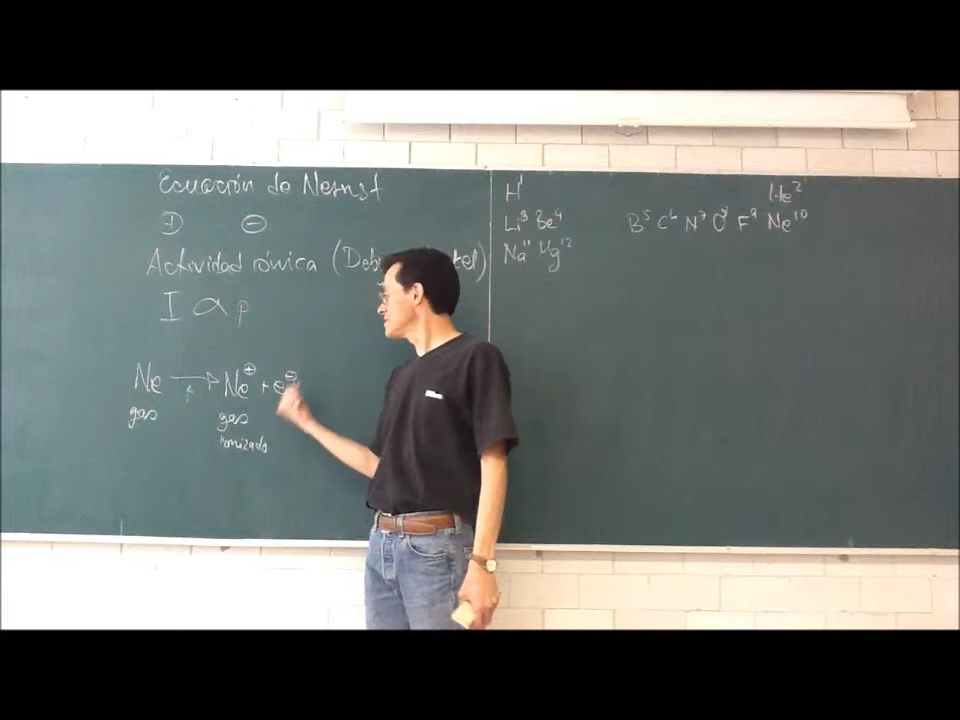 Ecuación de Nernst
⊕ ⊖
Actividad iónica (Deb
I α p
Ne → Ne⊕ + e⊖
gas gas
ionizado
H¹ He²
Li³ Be⁴ B⁵ C⁶ N⁷ O⁸ F⁹ Ne¹⁰
Na¹¹ Mg¹²